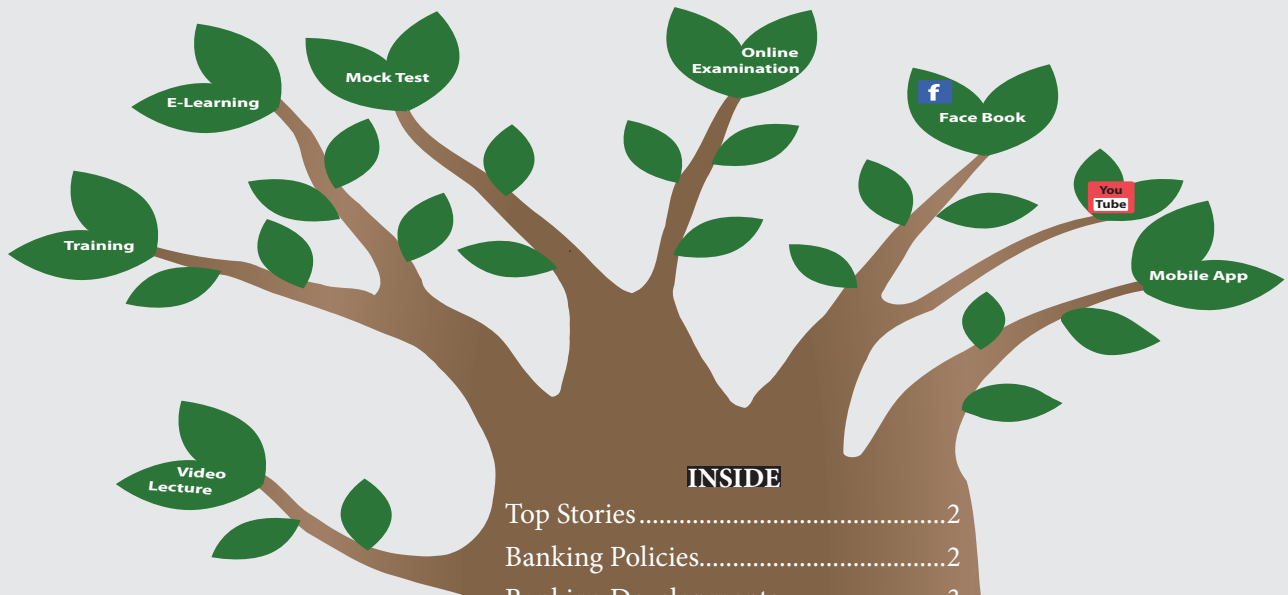 Online
Examination
Mock Test
E-Learning
f
Face Book
You
Tube
Training
Mobile App
Video
Lecture
INSIDE
Top Stories..............................................2
Banking Policies.....................................2